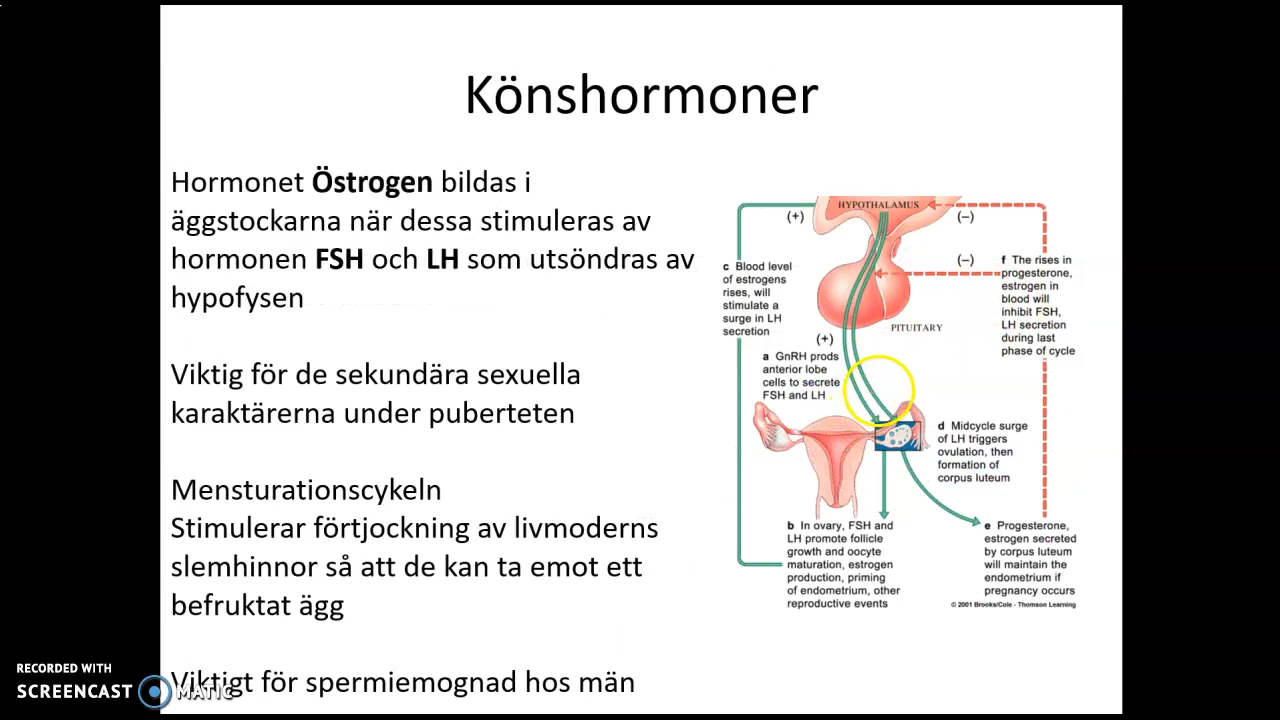 Könshormoner
Hormonet Östrogen bildas i
äggstockarna när dessa stimuleras av
hormonen FSH och LH som utsöndras av
hypofysen
Viktig för de sekundära sexuella
karaktärerna under puberteten
Mensturationscykeln
Stimulerar förtjockning av livmoderns
slemhinnor så att de kan ta emot ett
befruktat ägg
Viktigt för spermiemognad hos män
HYPOTHALAMUS
(+)
(–)
c Blood level
of estrogens
rises, will
stimulate a
surge in LH
secretion
(–)
f The rises in
progesterone,
estrogen in
blood will
inhibit FSH,
LH secretion
during last
phase of cycle
PITUITARY
(+)
a GnRH prods
anterior lobe
cells to secrete
FSH and LH .
d Midcycle surge
of LH triggers
ovulation, then
formation of
corpus luteum
b In ovary, FSH and
LH promote follicle
growth and oocyte
maturation, estrogen
production, priming
of endometrium, other
reproductive events
e Progesterone,
estrogen secreted
by corpus luteum
will maintain the
endometrium if
pregnancy occurs
© 2001 Brooks/Cole - Thomson Learning
RECORDED WITH
SCREENCAST MATIC